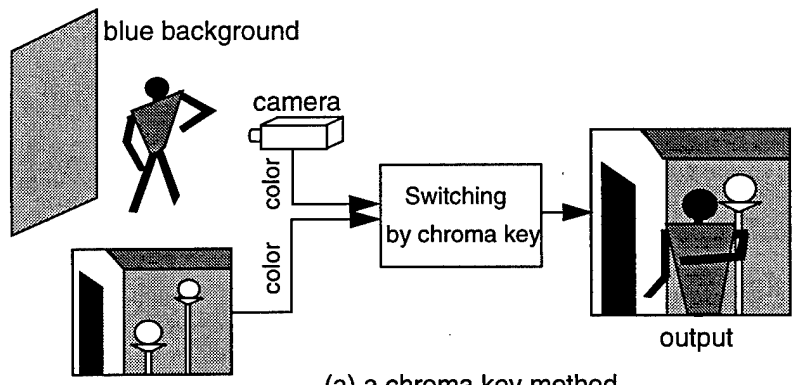 blue background
camera
color
color
Switching
by chroma key
output
(a) a chroma key method